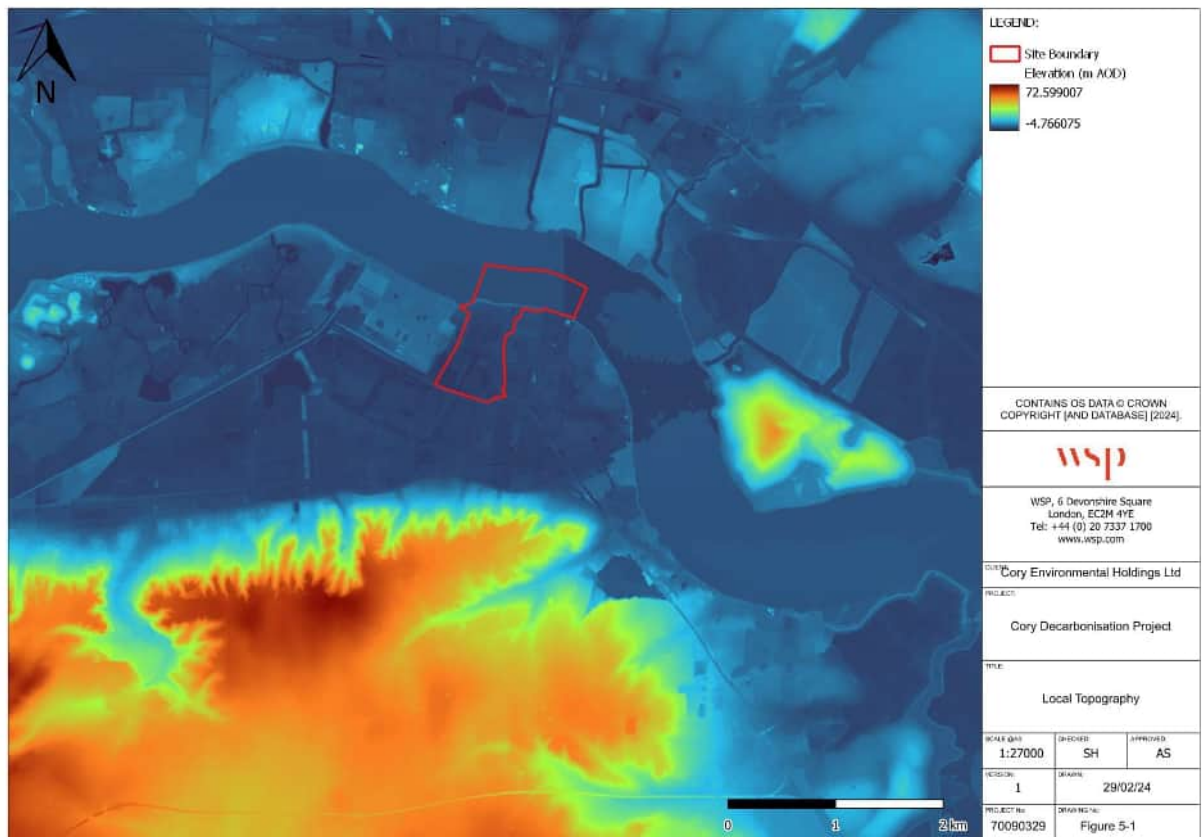 N
LEGEND:
Site Boundary
Elevation (m AOD)
72.599007
-4.766075
0
1
2 km
CONTAINS OS DATA © CROWN
COPYRIGHT [AND DATABASE] [2024].
wsp
WSP, 6 Devonshire Square
London, EC2M 4YE
Tel: +44 (0) 20 7337 1700
www.wsp.com
CLIENT:
Cory Environmental Holdings Ltd
PROJECT:
Cory Decarbonisation Project
TITLE:
Local Topography
SCALE @A3: CHECKED: APPROVED:
1:27000 SH AS
VERSION: DRAWN:
1 29/02/24
PROJECT No: DRAWING No:
70090329 Figure 5-1